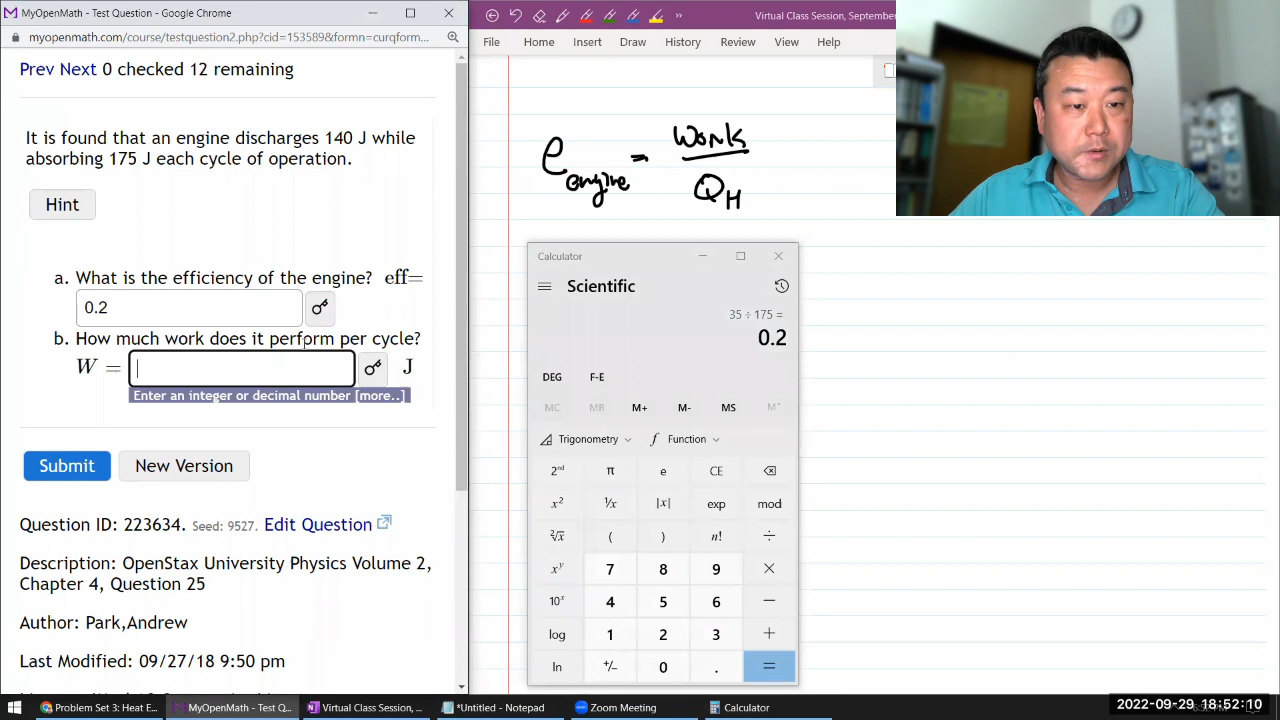 MyOpenMath - Test Question - Google Chrome
myopenmath.com/course/testquestion2.php?cid=153589&formn=curqform...
Prev Next 0 checked 12 remaining
It is found that an engine discharges 140 J while
absorbing 175 J each cycle of operation.
Hint
a. What is the efficiency of the engine? eff=
0.2
b. How much work does it perform per cycle?
W = J
Enter an integer or decimal number [more..]
Submit New Version
Question ID: 223634. Seed: 9527. Edit Question
Description: OpenStax University Physics Volume 2,
Chapter 4, Question 25
Author: Park,Andrew
Last Modified: 09/27/18 9:50 pm
Virtual Class Session, September
File Home Insert Draw History Review View Help
e engine = Work
Q H
Calculator
Scientific
35 ÷ 175 =
0.2
DEG F-E
MC MR M+ M- MS M˅
Trigonometry f Function
2ⁿᵈ π e CE
x² ¹/x |x| exp mod
²√x ( ) n! ÷
xʸ 7 8 9 ×
10ˣ 4 5 6 −
log 1 2 3 +
ln +/− 0 . =
Problem Set 3: Heat E... MyOpenMath - Test Q... Virtual Class Session, ... *Untitled - Notepad Zoom Meeting Calculator
2022-09-29 18:52:10